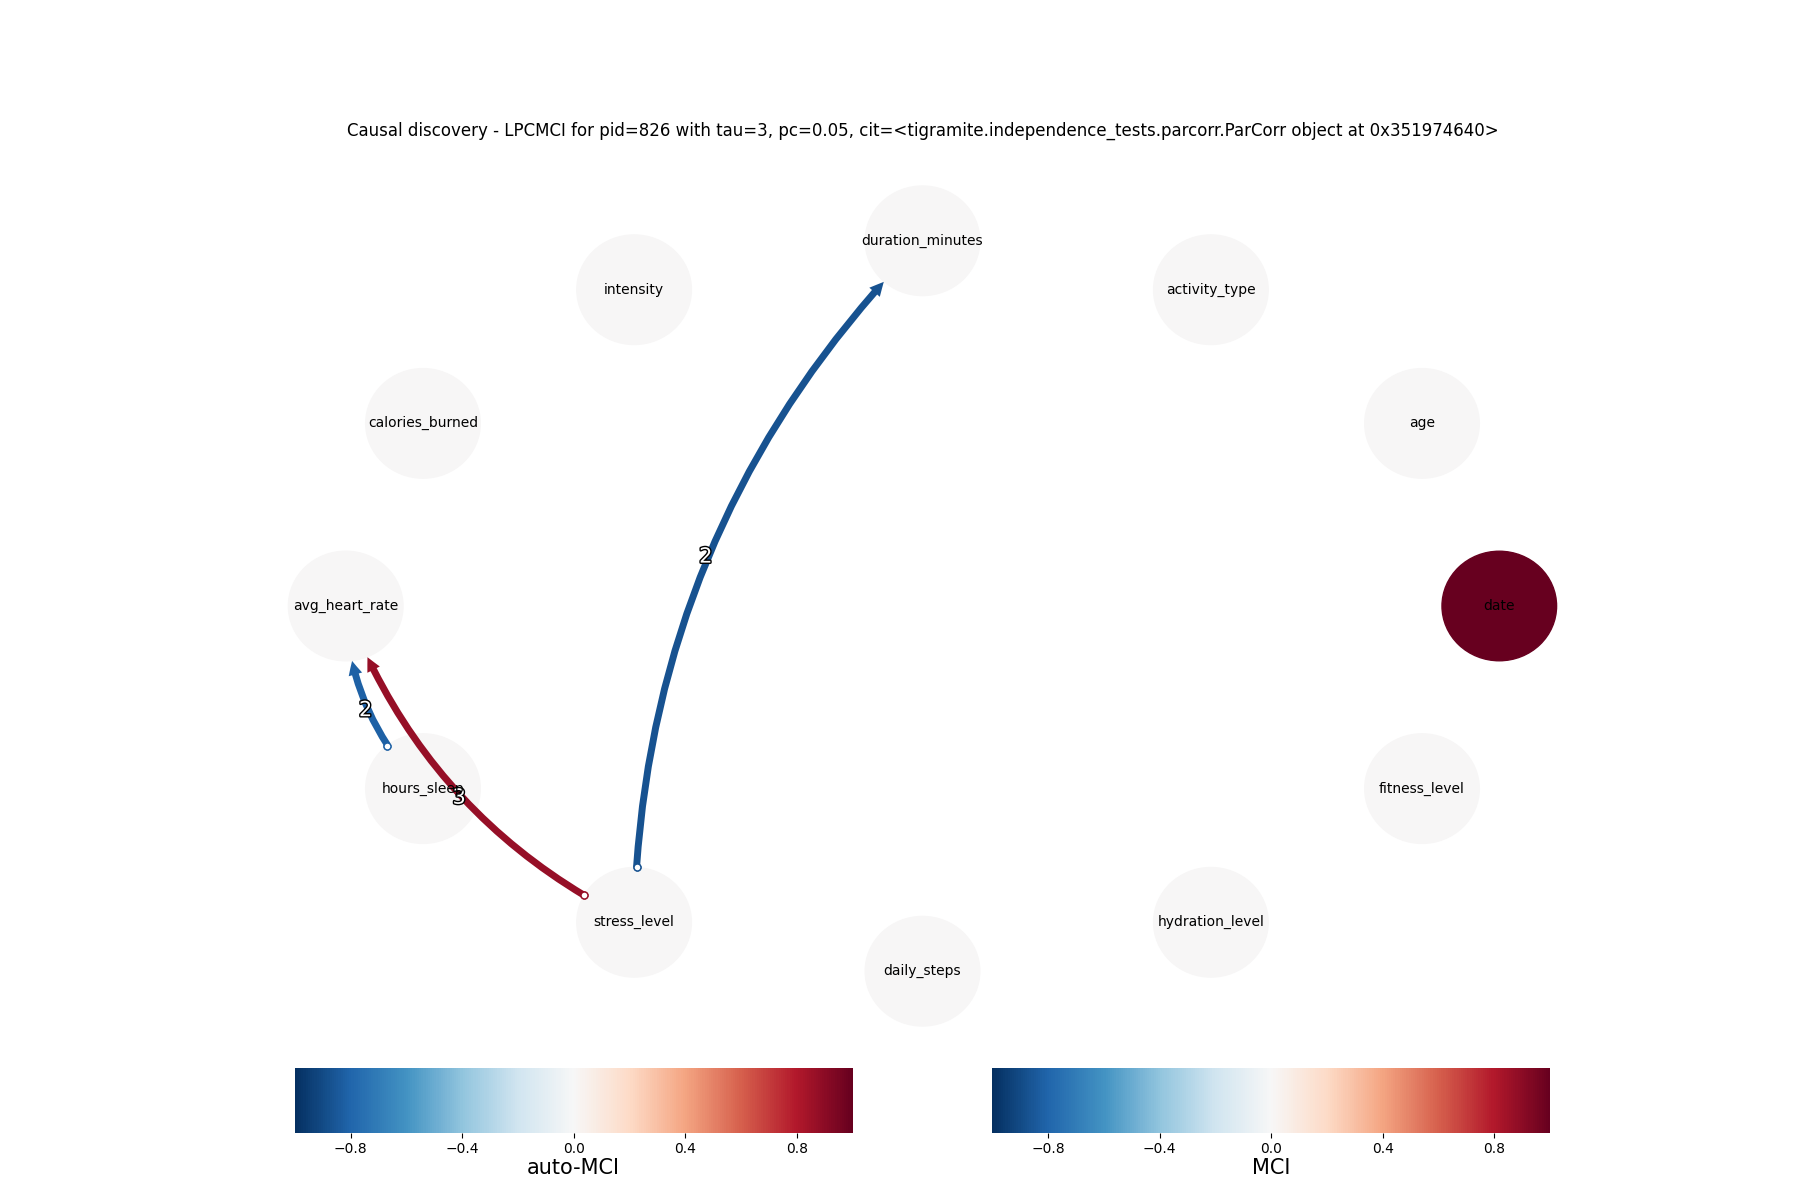 Causal discovery - LPCMCI for pid=826 with tau=3, pc=0.05, cit=<tigramite.independence_tests.parcorr.ParCorr object at 0x351974640>
duration_minutes
intensity
activity_type
calories_burned
age
2
avg_heart_rate
date
2
hours_sleep
3
fitness_level
stress_level
hydration_level
daily_steps
−0.8 −0.4 0.0 0.4 0.8
auto-MCI
−0.8 −0.4 0.0 0.4 0.8
MCI